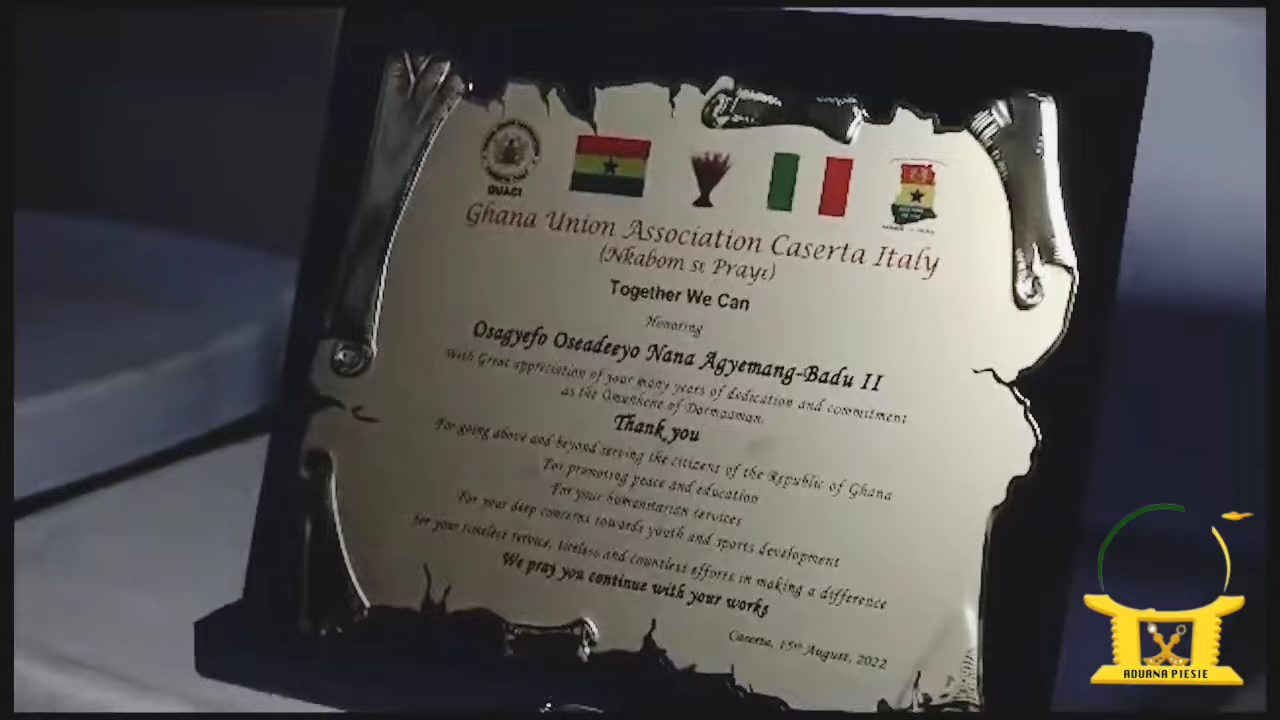 GUACI
Ghana Union Association Caserta Italy
(Nkabom sɛ Prayɛ)
Together We Can
Honoring
Osagyefo Oseadeeyo Nana Agyemang-Badu II
With Great appreciation of your many years of dedication and commitment
as the Omanhene of Dormaaman.
Thank you
For going above and beyond serving the citizens of the Republic of Ghana
For promoting peace and education
For your humanitarian services
For your deep concerns towards youth and sports development
for your timeless service, tireless and countless efforts in making a difference
We pray you continue with your works
Caserta, 15th August, 2022
ADUANA PIESIE